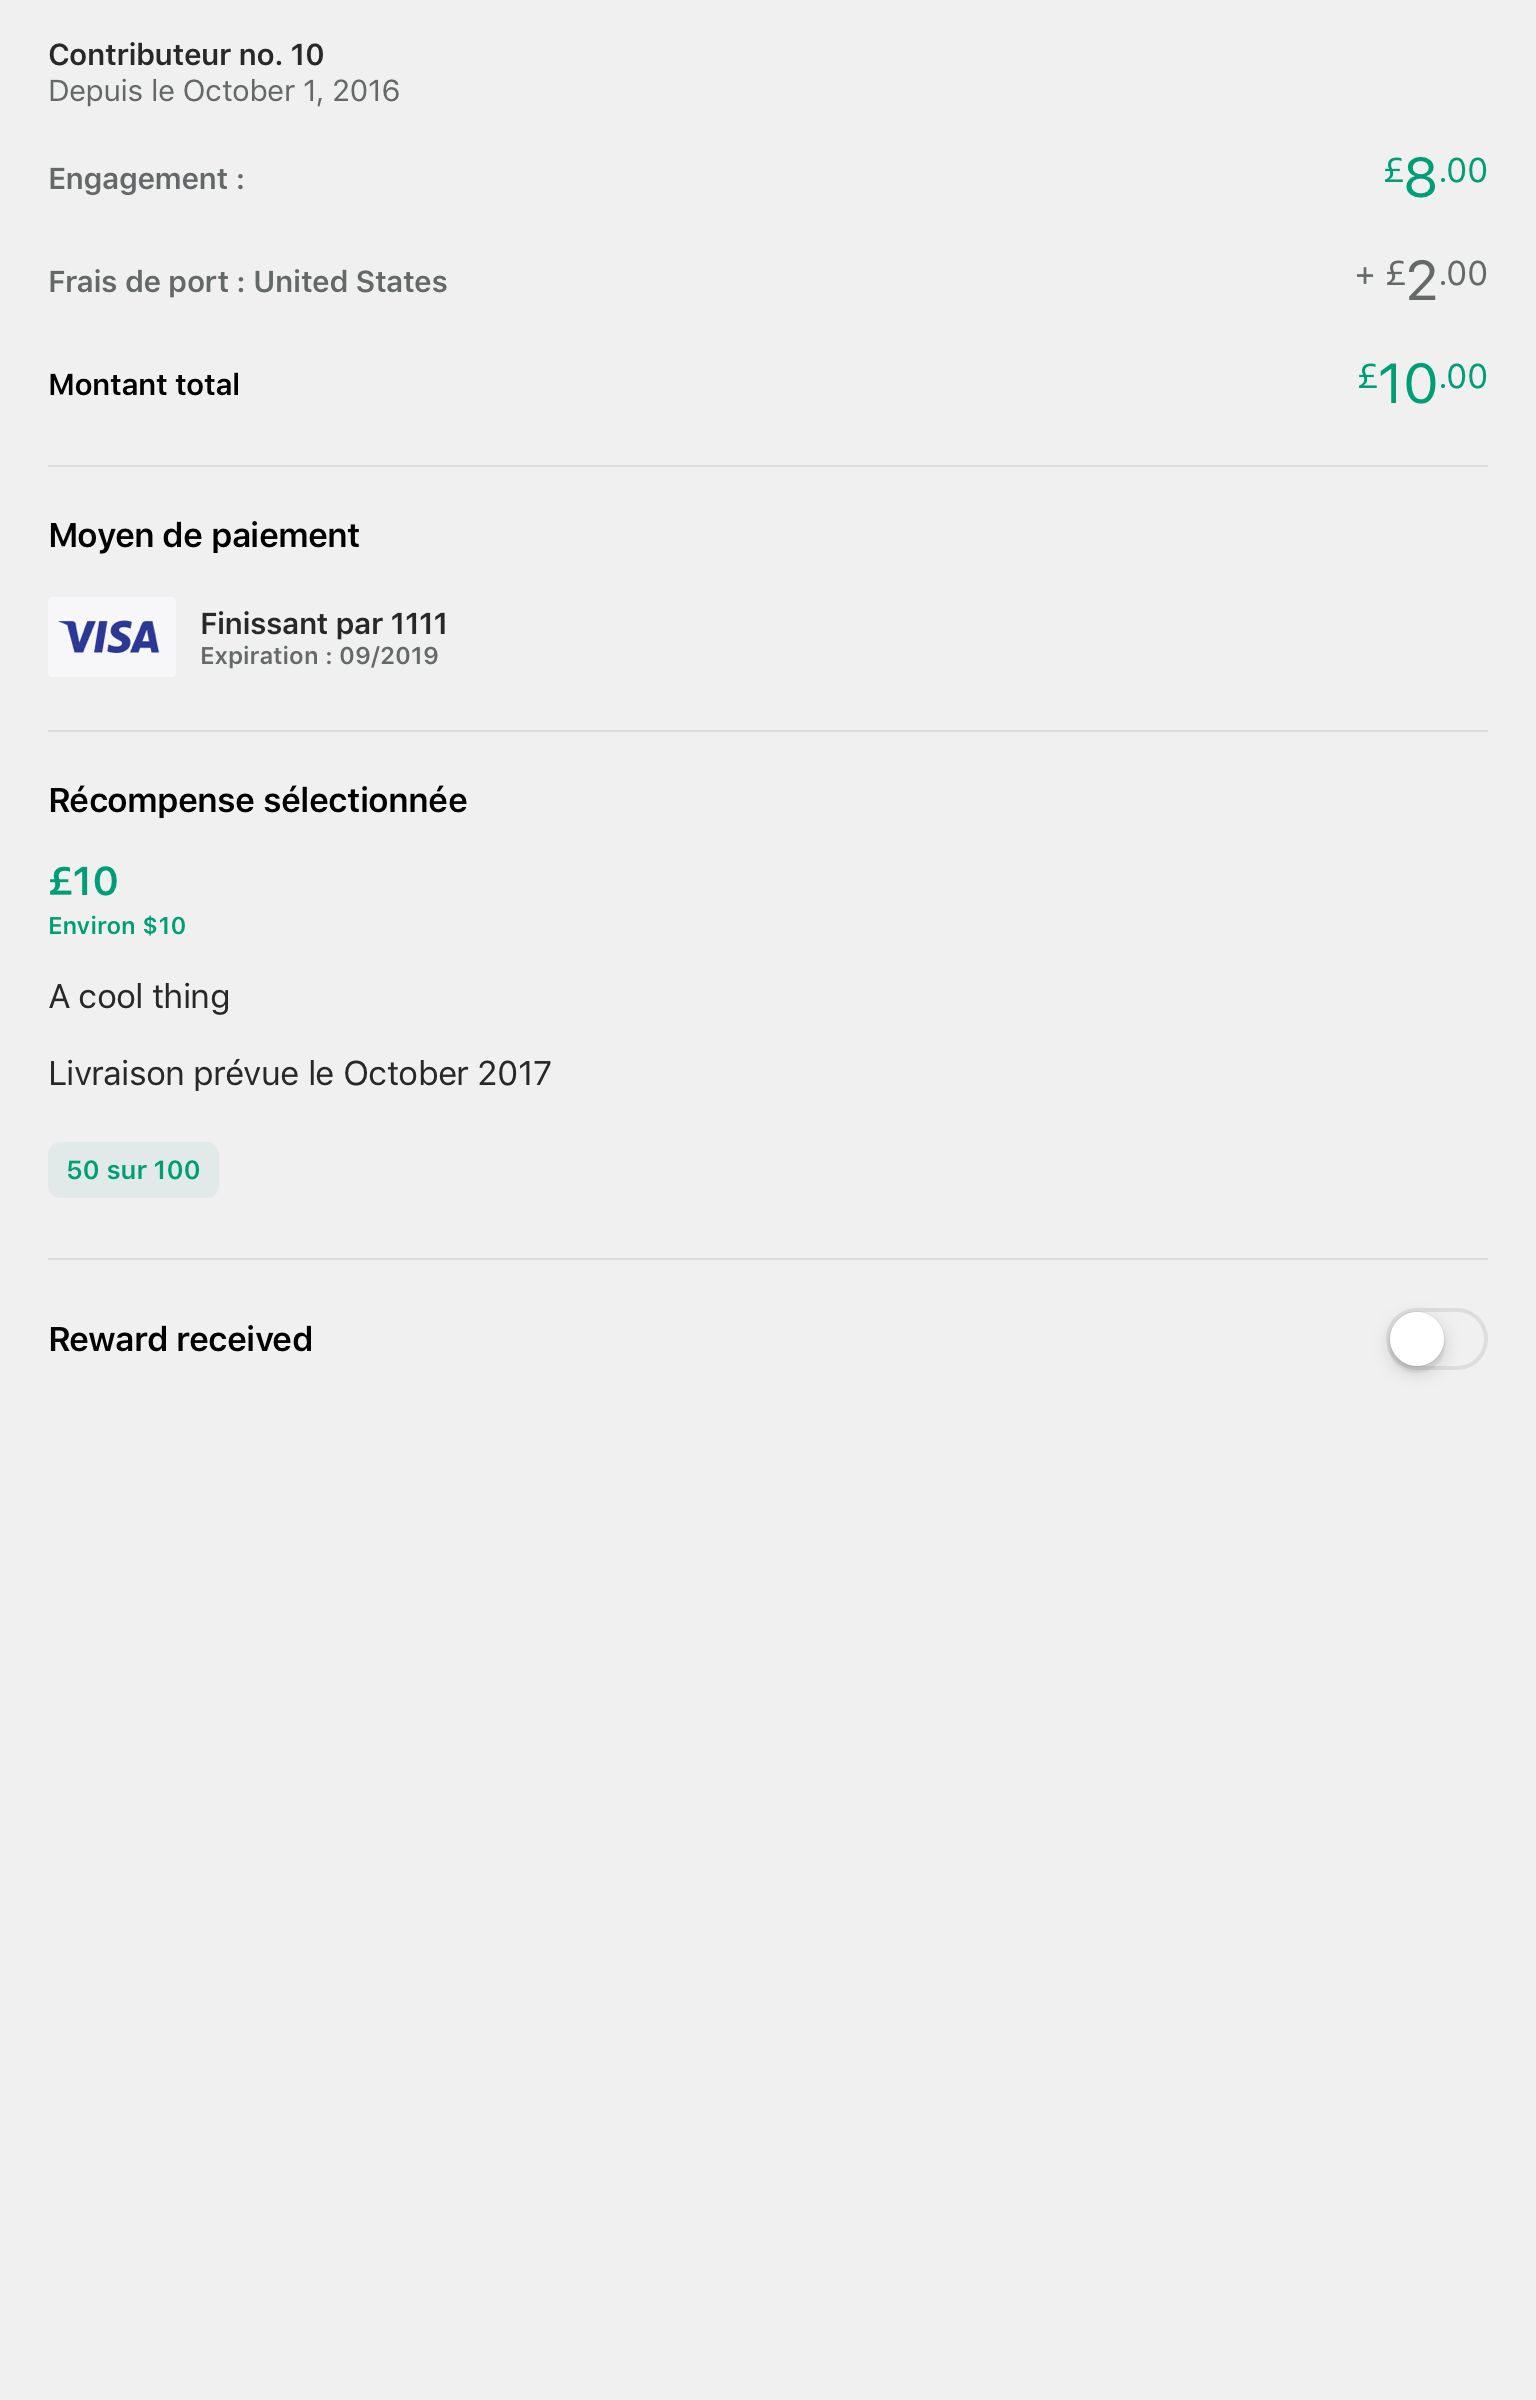 Contributeur no. 10
Depuis le October 1, 2016
Engagement : £8.00
Frais de port : United States + £2.00
Montant total £10.00
Moyen de paiement
VISA
Finissant par 1111
Expiration : 09/2019
Récompense sélectionnée
£10
Environ $10
A cool thing
Livraison prévue le October 2017
50 sur 100
Reward received